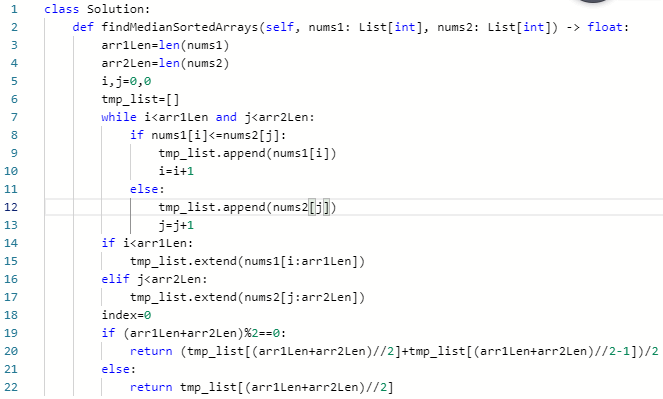 1 class Solution:
2     def findMedianSortedArrays(self, nums1: List[int], nums2: List[int]) -> float:
3         arr1Len=len(nums1)
4         arr2Len=len(nums2)
5         i,j=0,0
6         tmp_list=[]
7         while i<arr1Len and j<arr2Len:
8             if nums1[i]<=nums2[j]:
9                 tmp_list.append(nums1[i])
10                 i=i+1
11             else:
12                 tmp_list.append(nums2[j])
13                 j=j+1
14         if i<arr1Len:
15             tmp_list.extend(nums1[i:arr1Len])
16         elif j<arr2Len:
17             tmp_list.extend(nums2[j:arr2Len])
18         index=0
19         if (arr1Len+arr2Len)%2==0:
20             return (tmp_list[(arr1Len+arr2Len)//2]+tmp_list[(arr1Len+arr2Len)//2-1])/2
21         else:
22             return tmp_list[(arr1Len+arr2Len)//2]